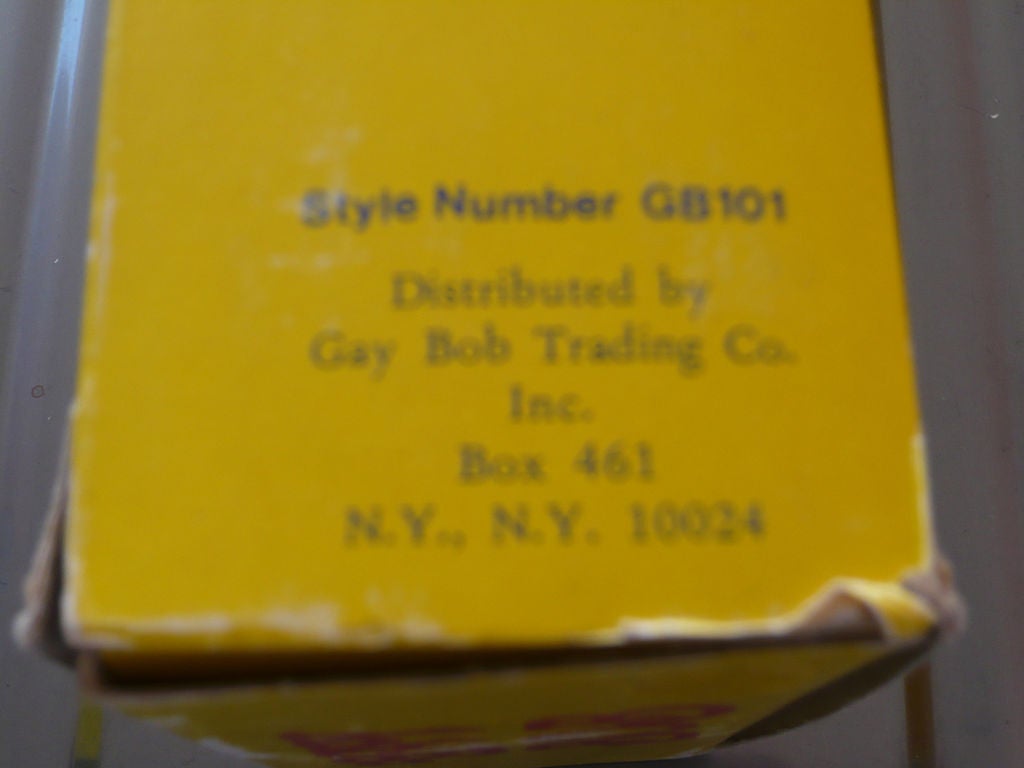 Style Number GB101
Distributed by
Gay Bob Trading Co.
Inc.
Box 461
N.Y., N.Y. 10024